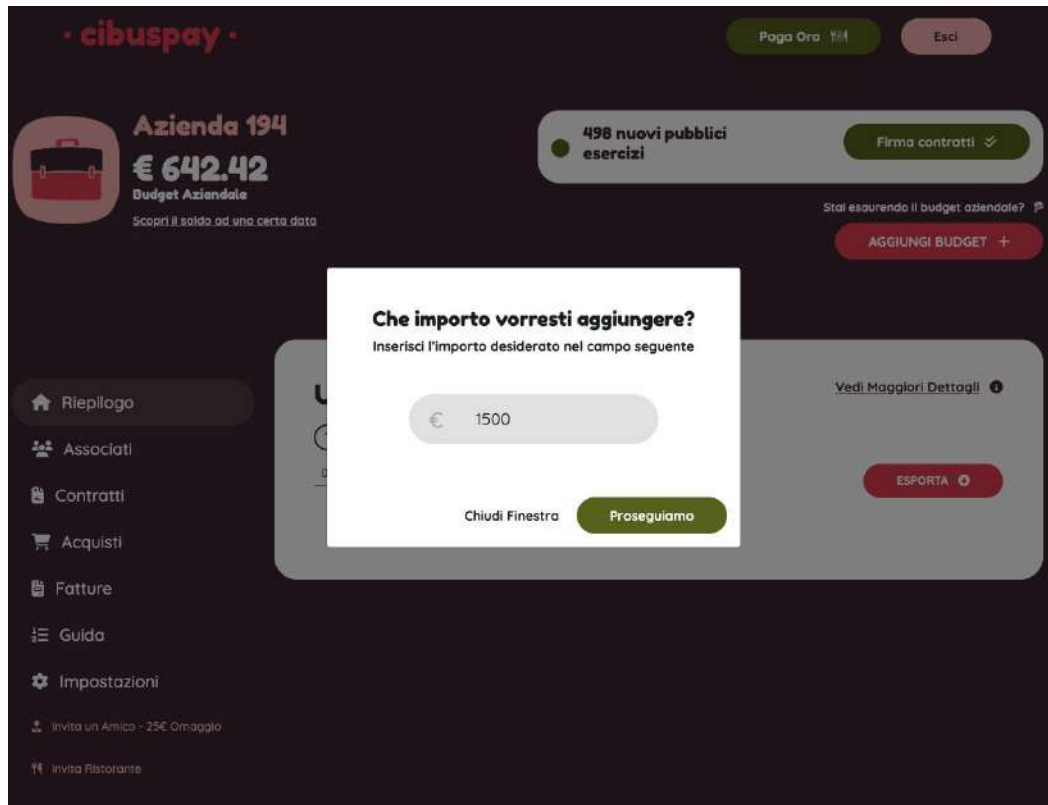 · cibuspay ·
Paga Ora
Esci
Azienda 194
€ 642.42
Budget Aziendale
Scopri il saldo ad una certa data
498 nuovi pubblici
esercizi
Firma contratti
Stai esaurendo il budget aziendale?
AGGIUNGI BUDGET +
Che importo vorresti aggiungere?
Inserisci l'importo desiderato nel campo seguente
€ 1500
Chiudi Finestra
Proseguiamo
Vedi Maggiori Dettagli
ESPORTA
Riepilogo
Associati
Contratti
Acquisti
Fatture
Guida
Impostazioni
Invita un Amico - 25€ Omaggio
Invita Ristorante